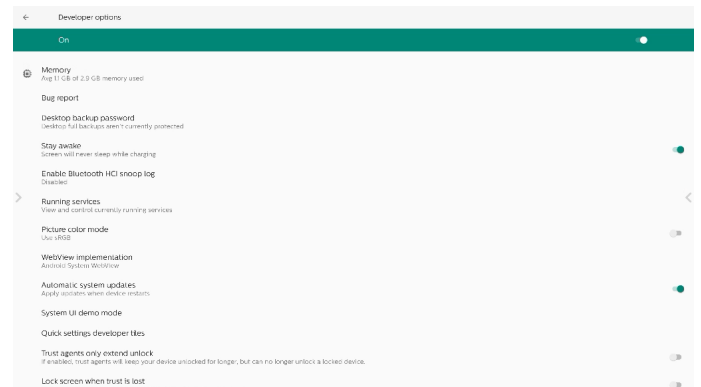 Developer options
On
Memory
Avg 1.1 GB of 2.9 GB memory used
Bug report
Desktop backup password
Desktop full backups aren't currently protected
Stay awake
Screen will never sleep while charging
Enable Bluetooth HCI snoop log
Disabled
Running services
View and control currently running services
Picture color mode
Use sRGB
WebView implementation
Android System WebView
Automatic system updates
Apply updates when device restarts
System UI demo mode
Quick settings developer tiles
Trust agents only extend unlock
If enabled, trust agents will keep your device unlocked for longer, but can no longer unlock a locked device.
Lock screen when trust is lost